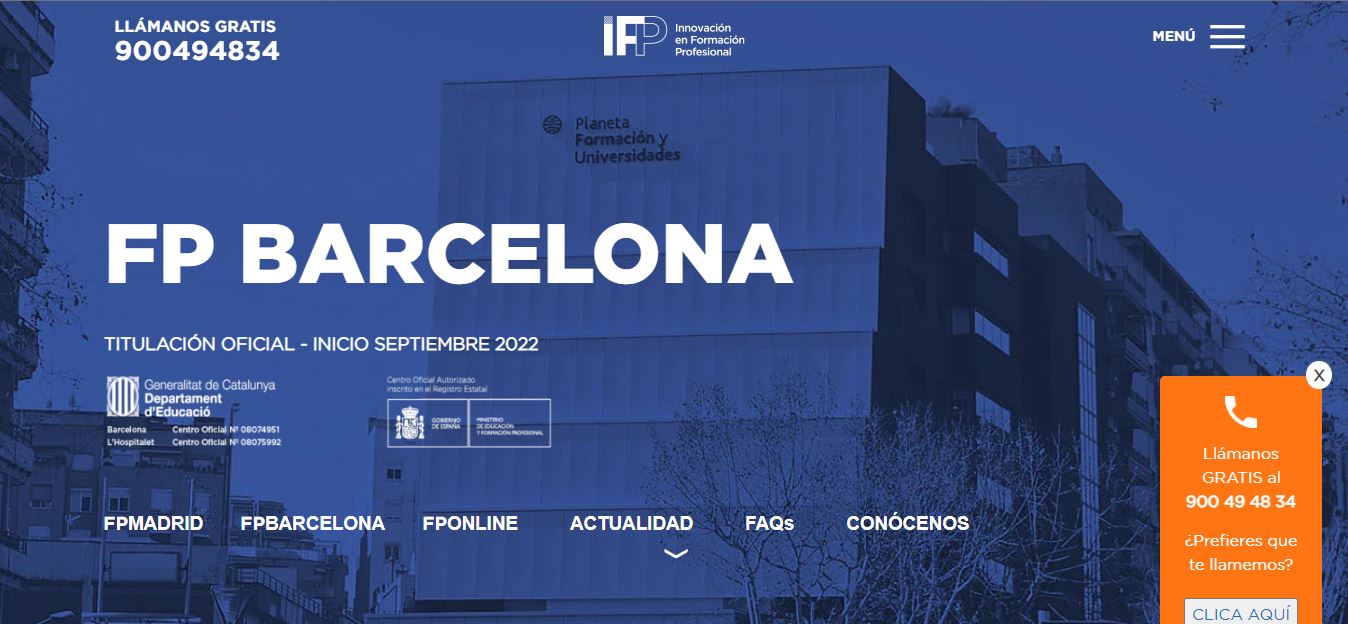 LLÁMANOS GRATIS
900494834
IFP
Innovación
en Formación
Profesional
MENÚ
Planeta
Formación y
Universidades
FP BARCELONA
TITULACIÓN OFICIAL - INICIO SEPTIEMBRE 2022
Generalitat de Catalunya
Departament
d'Educació
Barcelona Centro Oficial Nº 08074951
L'Hospitalet Centro Oficial Nº 08075992
Centro Oficial Autorizado
inscrito en el Registro Estatal
GOBIERNO
DE ESPAÑA
MINISTERIO
DE EDUCACIÓN
Y FORMACIÓN PROFESIONAL
FPMADRID FPBARCELONA FPONLINE ACTUALIDAD FAQs CONÓCENOS
X
Llámanos
GRATIS al
900 49 48 34
¿Prefieres que
te llamemos?
CLICA AQUÍ